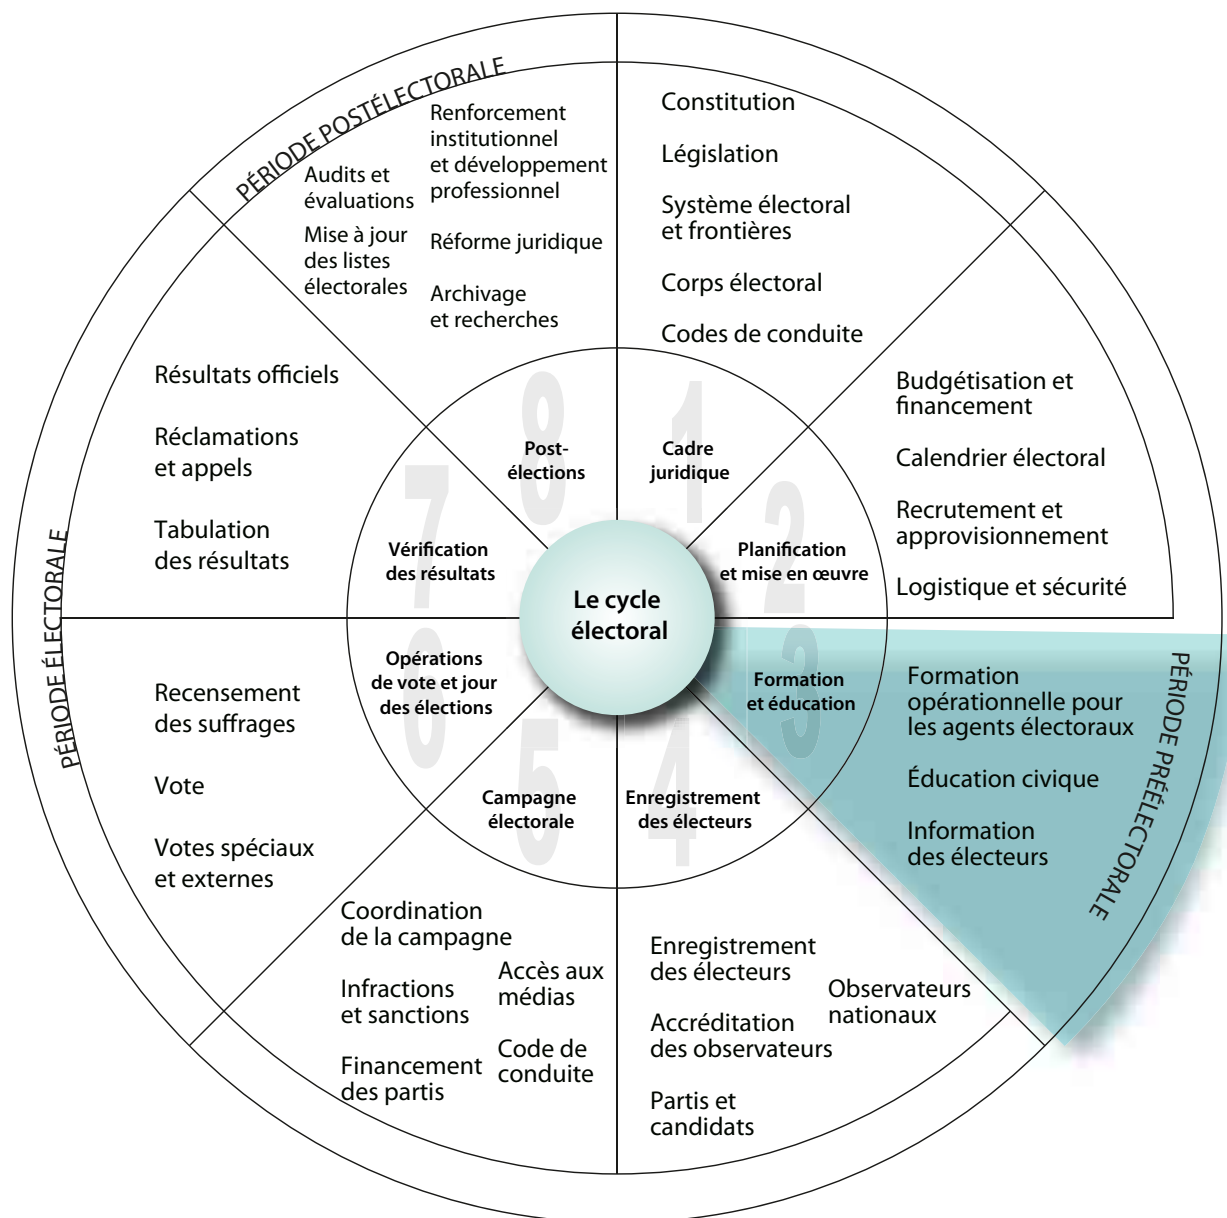 Le cycle
électoral
PÉRIODE PRÉÉLECTORALE
1
Cadre
juridique
Constitution
Législation
Système électoral
et frontières
Corps électoral
Codes de conduite
2
Planification
et mise en œuvre
Budgétisation et
financement
Calendrier électoral
Recrutement et
approvisionnement
Logistique et sécurité
3
Formation
et éducation
Formation
opérationnelle pour
les agents électoraux
Éducation civique
Information
des électeurs
4
Enregistrement
des électeurs
Enregistrement
des électeurs
Accréditation
des observateurs
Partis et
candidats
Observateurs
nationaux
5
Campagne
électorale
Coordination
de la campagne
Infractions
et sanctions
Financement
des partis
Accès aux
médias
Code de
conduite
PÉRIODE ÉLECTORALE
6
Opérations
de vote et jour
des élections
Recensement
des suffrages
Vote
Votes spéciaux
et externes
7
Vérification
des résultats
Résultats officiels
Réclamations
et appels
Tabulation
des résultats
PÉRIODE POSTÉLECTORALE
8
Post-
élections
Audits et
évaluations
Mise à jour
des listes
électorales
Renforcement
institutionnel
et développement
professionnel
Réforme juridique
Archivage
et recherches